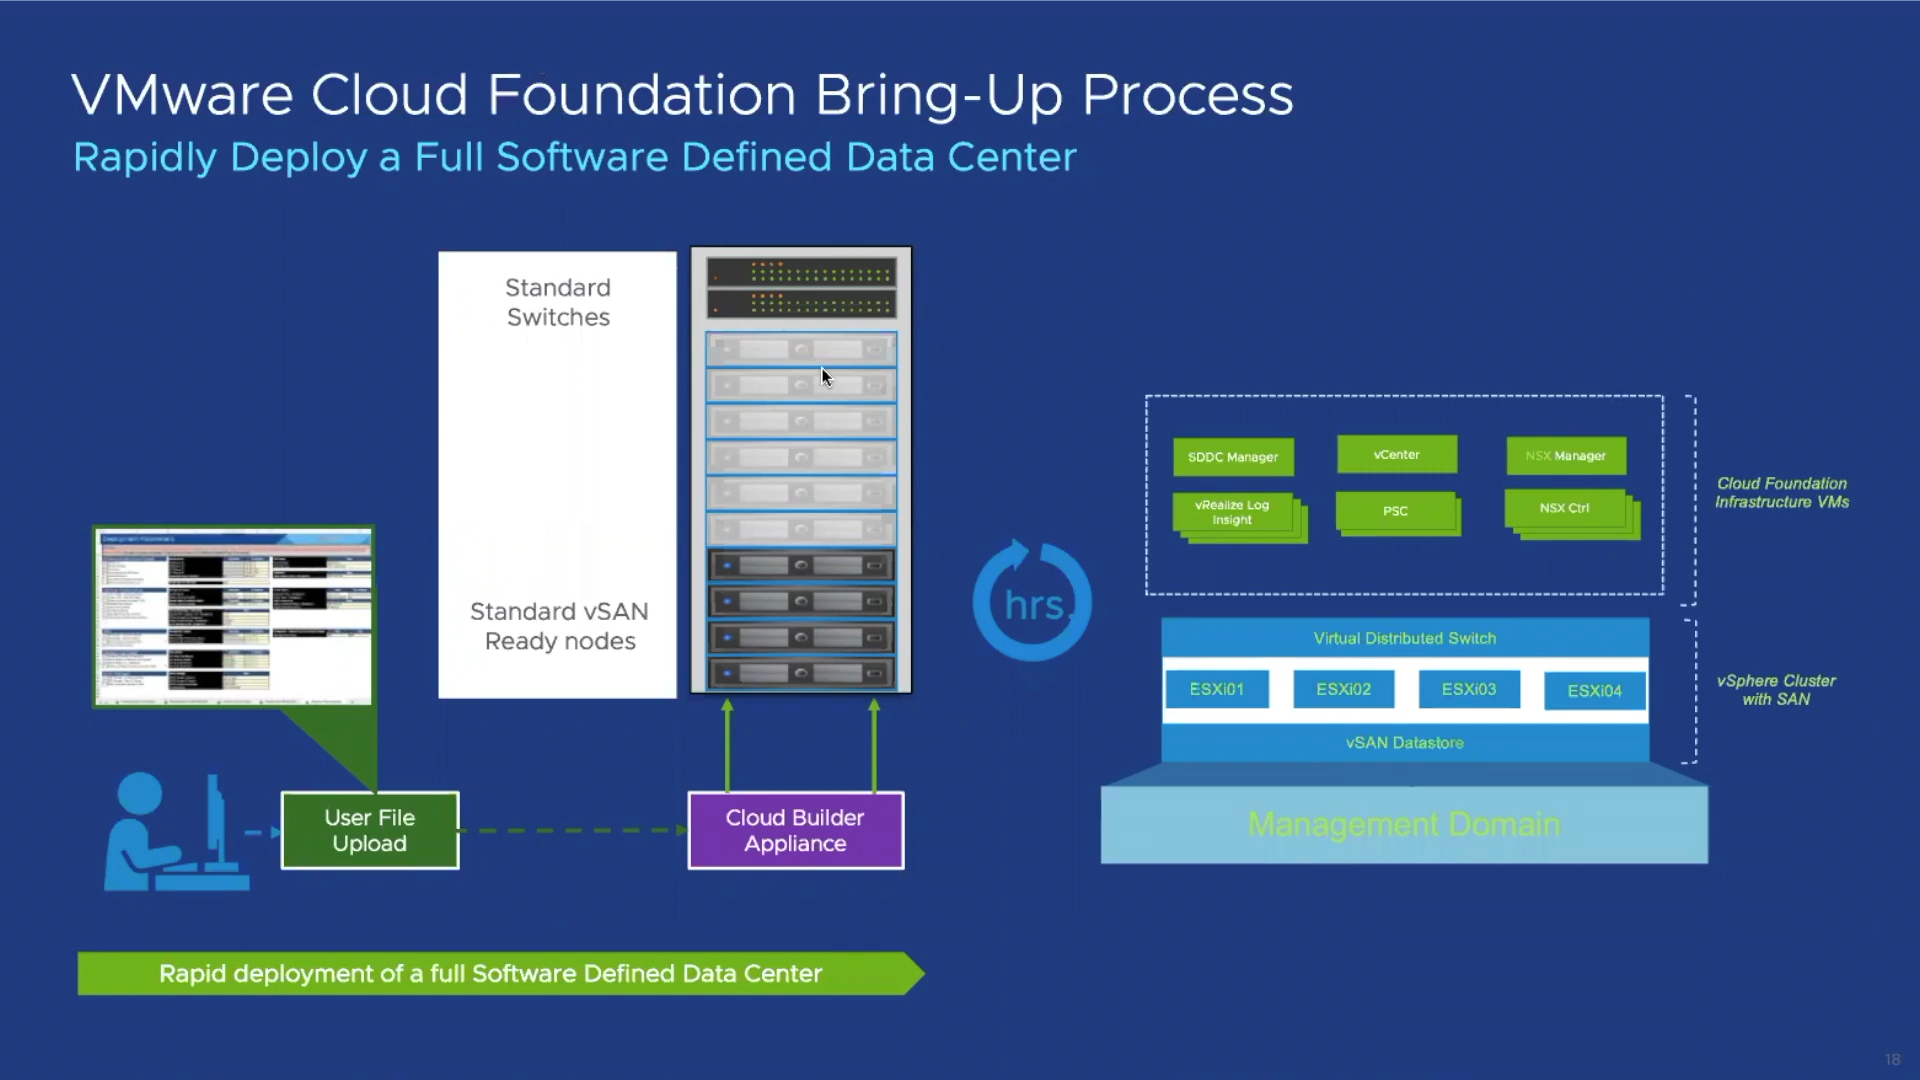 VMware Cloud Foundation Bring-Up Process
Rapidly Deploy a Full Software Defined Data Center
Standard
Switches
Standard vSAN
Ready nodes
User File
Upload
Cloud Builder
Appliance
Rapid deployment of a full Software Defined Data Center
hrs
SDDC Manager
vCenter
NSX Manager
vRealize Log
Insight
PSC
NSX Ctrl
Cloud Foundation
Infrastructure VMs
Virtual Distributed Switch
ESXi01
ESXi02
ESXi03
ESXi04
vSAN Datastore
vSphere Cluster
with SAN
Management Domain
18